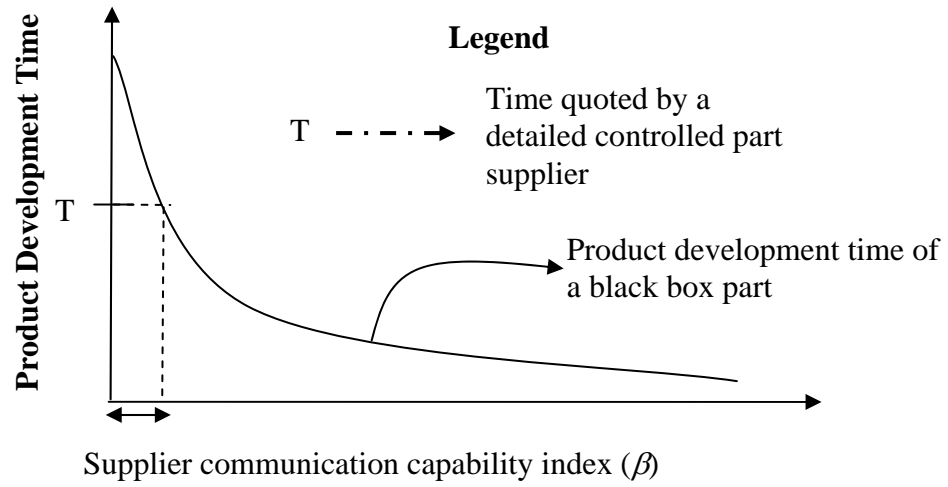 Product Development Time
Legend
T
Time quoted by a
detailed controlled part
supplier
T
Product development time of
a black box part
Supplier communication capability index (β)